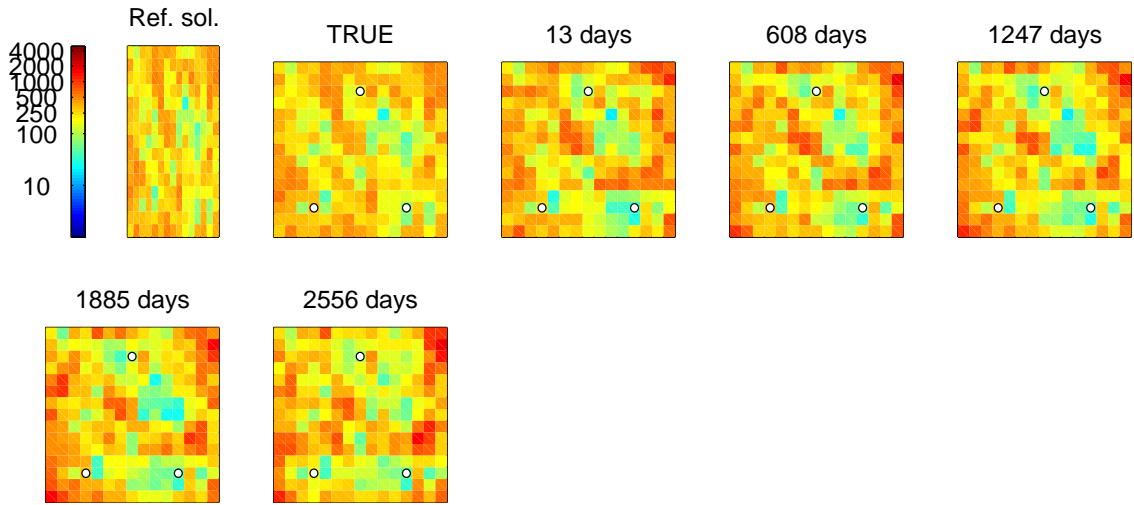 Ref. sol.
TRUE
13 days
608 days
1247 days
4000
2000
1000
500
250
100
10
1885 days
2556 days